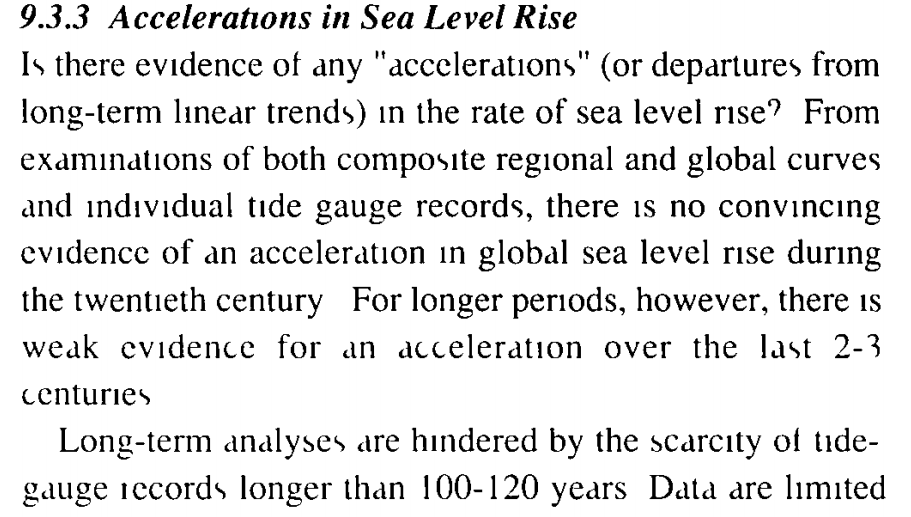 9.3.3 Accelerations in Sea Level Rise
Is there evidence of any "accelerations" (or departures from
long-term linear trends) in the rate of sea level rise? From
examinations of both composite regional and global curves
and individual tide gauge records, there is no convincing
evidence of an acceleration in global sea level rise during
the twentieth century For longer periods, however, there is
weak evidence for an acceleration over the last 2-3
centuries
Long-term analyses are hindered by the scarcity of tide-
gauge records longer than 100-120 years Data are limited